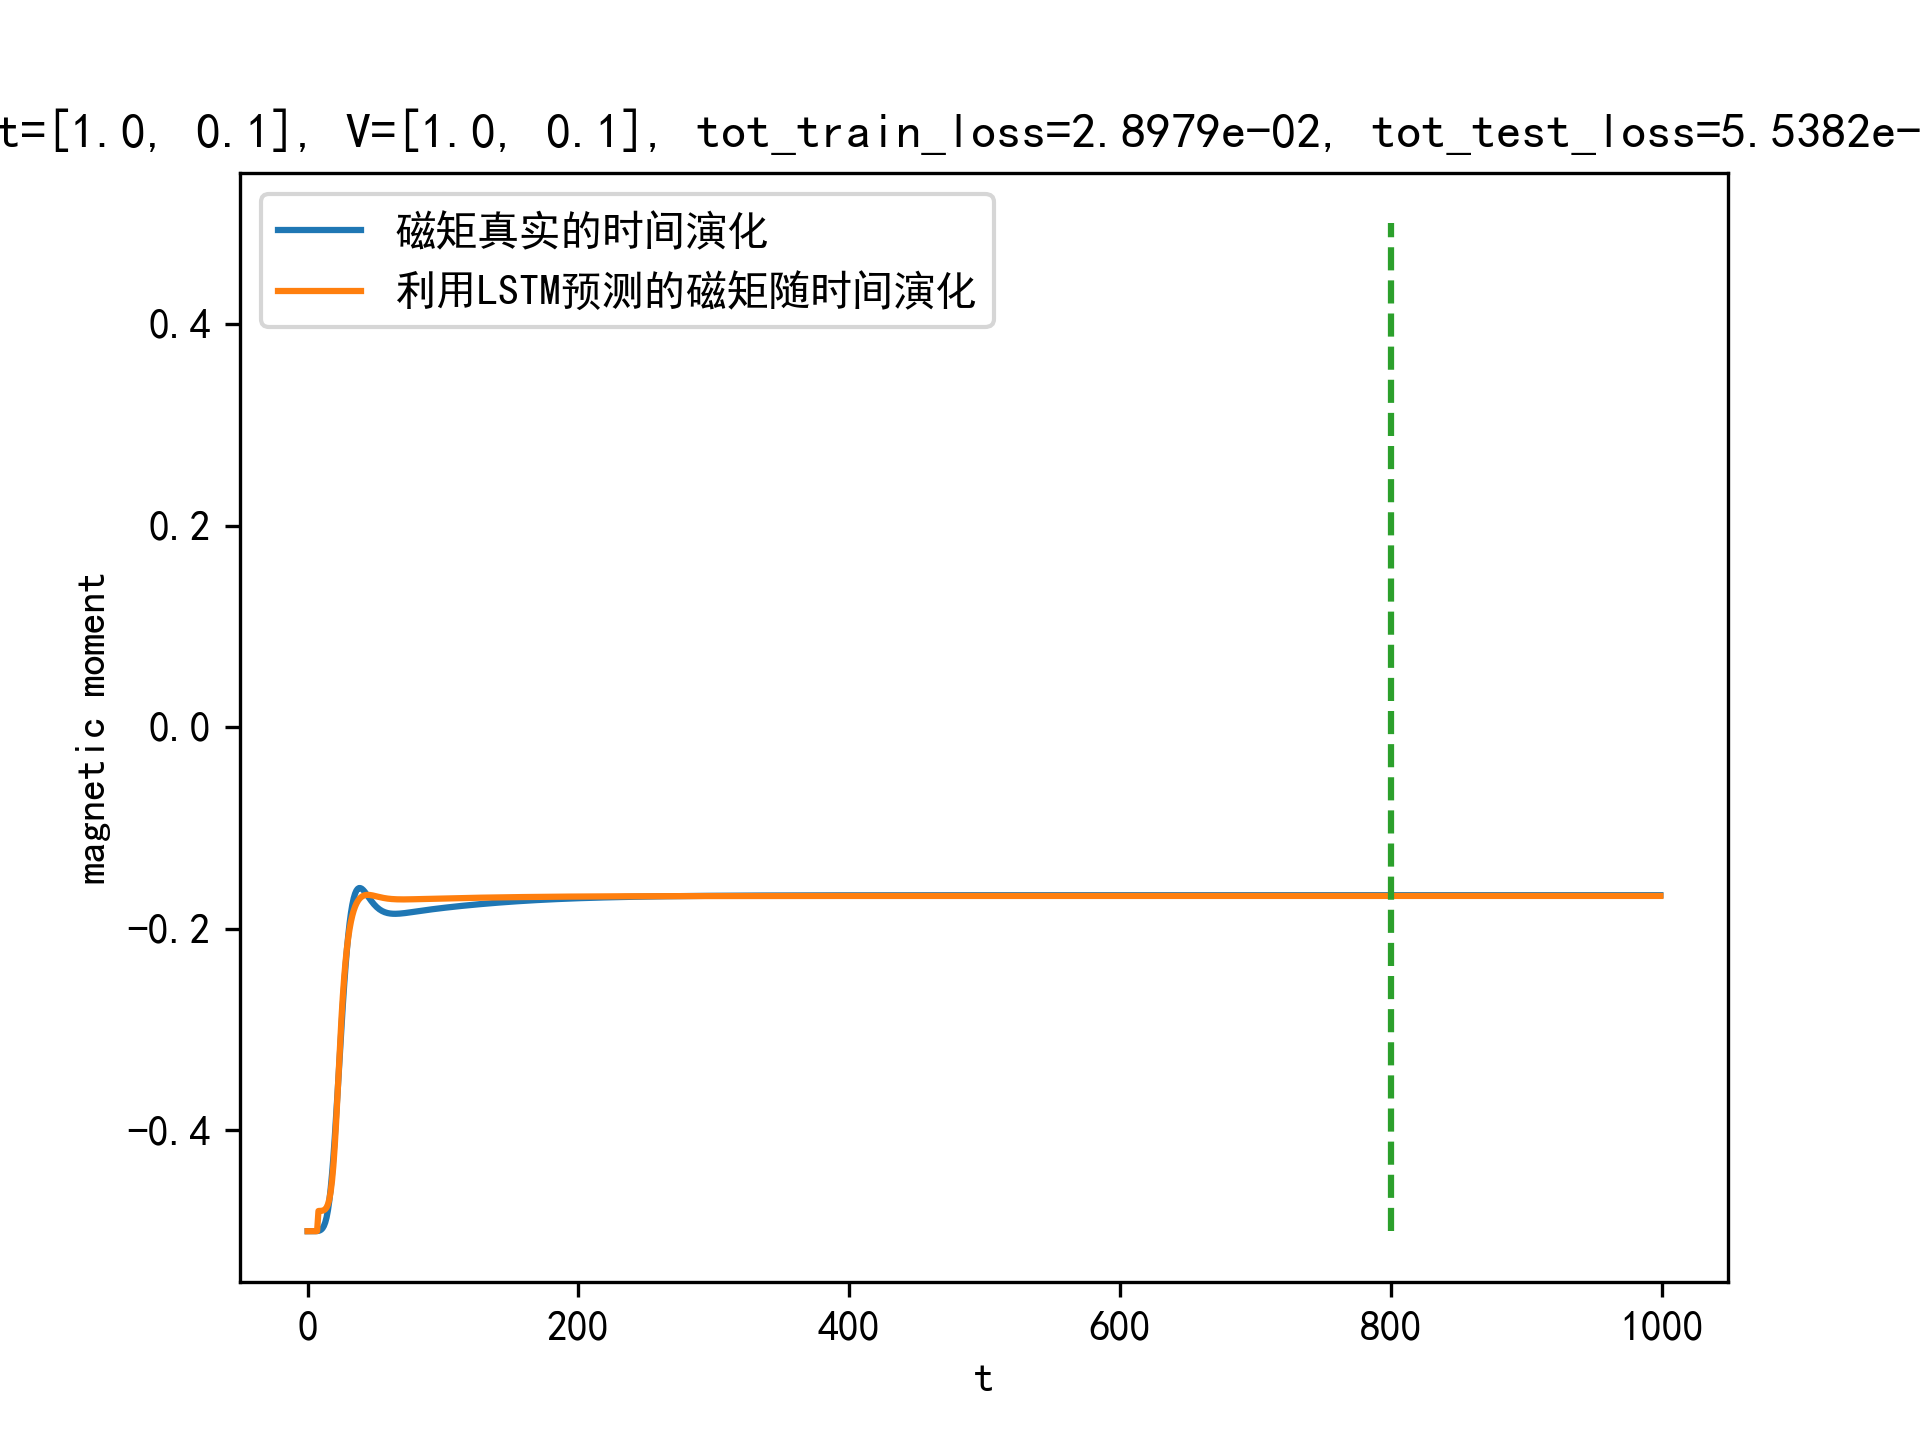 t=[1.0, 0.1], V=[1.0, 0.1], tot_train_loss=2.8979e-02, tot_test_loss=5.5382e-
磁矩真实的时间演化
利用LSTM预测的磁矩随时间演化
0.4
0.2
0.0
-0.2
-0.4
magnetic moment
0 200 400 600 800 1000
t